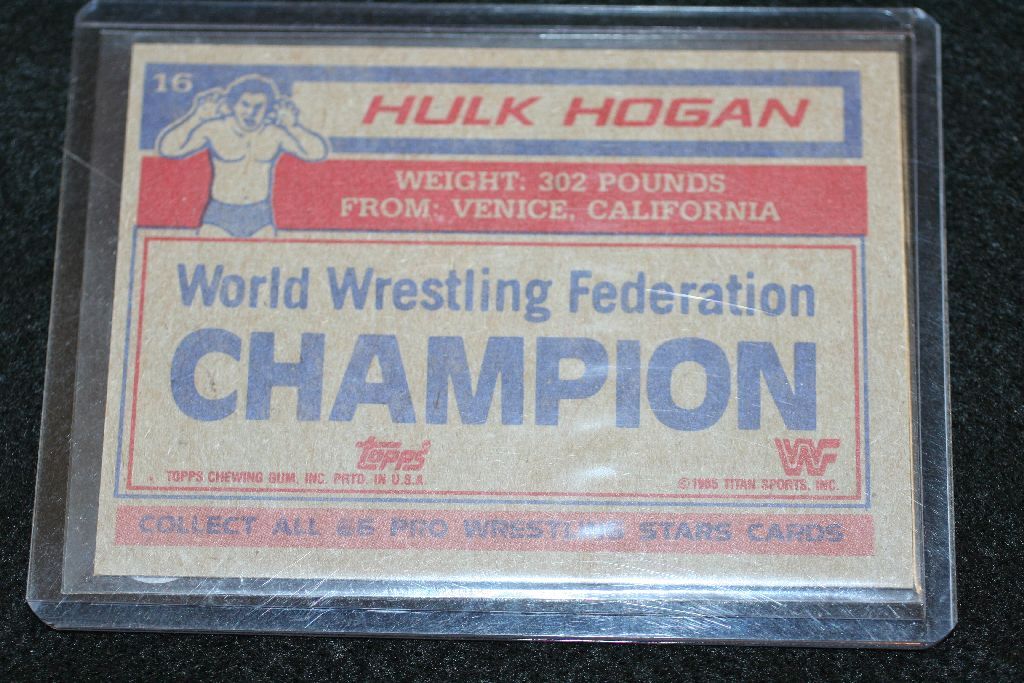 16
HULK HOGAN
WEIGHT: 302 POUNDS
FROM: VENICE, CALIFORNIA
World Wrestling Federation
CHAMPION
topps
WF
TOPPS CHEWING GUM, INC. PRTD. IN U.S.A.
© 1985 TITAN SPORTS, INC.
COLLECT ALL 66 PRO WRESTLING STARS CARDS